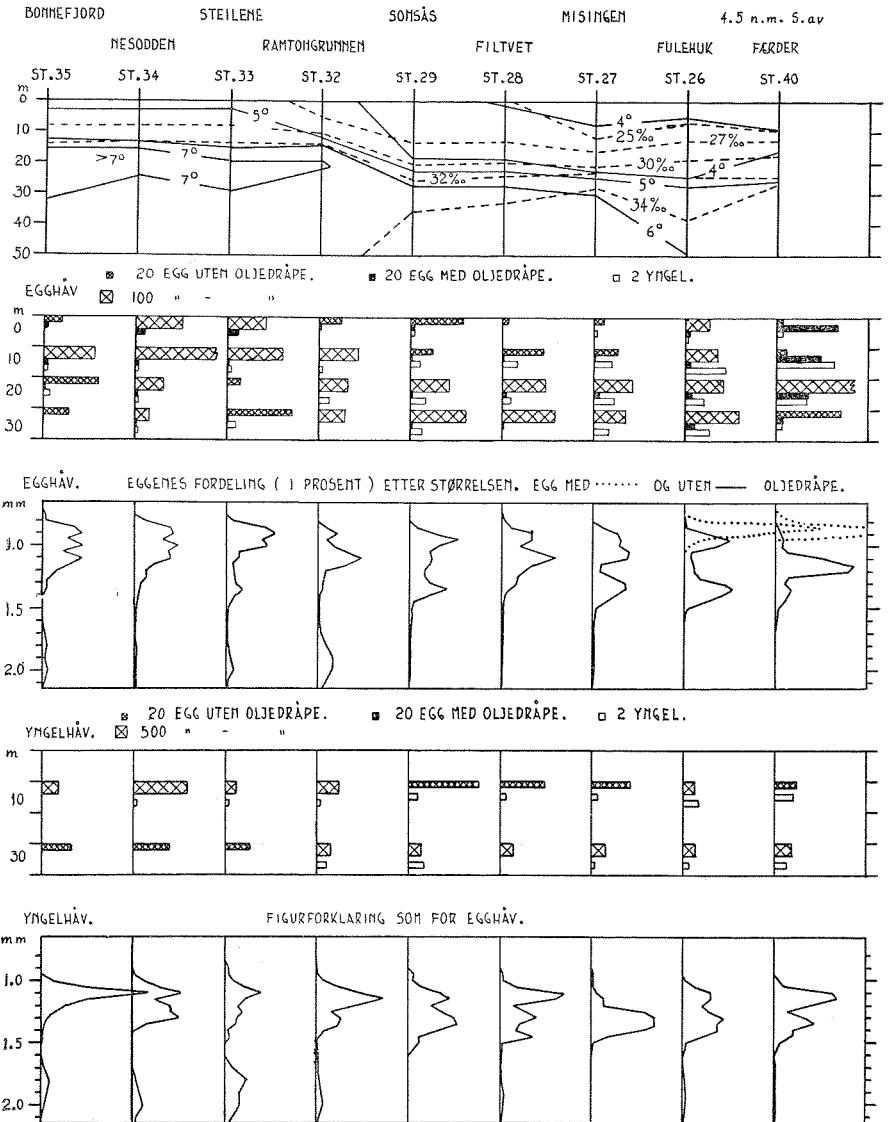 BONNEFJORD STEILENE SONSÅS MISINGEN 4.5 n.m. S.av
NESODDEN RAMTONGRUNNEN FILTVET FULEHUK FÆRDER
ST.35 ST.34 ST.33 ST.32 ST.29 ST.28 ST.27 ST.26 ST.40
m
0
10
20
30
40
50
5°
>7°
7°
7°
32‰
4°
25‰
27‰
30‰
4°
5°
34‰
6°
20 EGG UTEN OLJEDRÅPE. 20 EGG MED OLJEDRÅPE. 2 YNGEL.
EGGHÅV 100 " - "
m
0
10
20
30
EGGHÅV. EGGENES FORDELING ( I PROSENT ) ETTER STØRRELSEN. EGG MED ······ OG UTEN —— OLJEDRÅPE.
mm
1.0
1.5
2.0
20 EGG UTEN OLJEDRÅPE. 20 EGG MED OLJEDRÅPE. 2 YNGEL.
YNGELHÅV. 500 " - "
m
10
30
YNGELHÅV. FIGURFORKLARING SOM FOR EGGHÅV.
mm
1.0
1.5
2.0